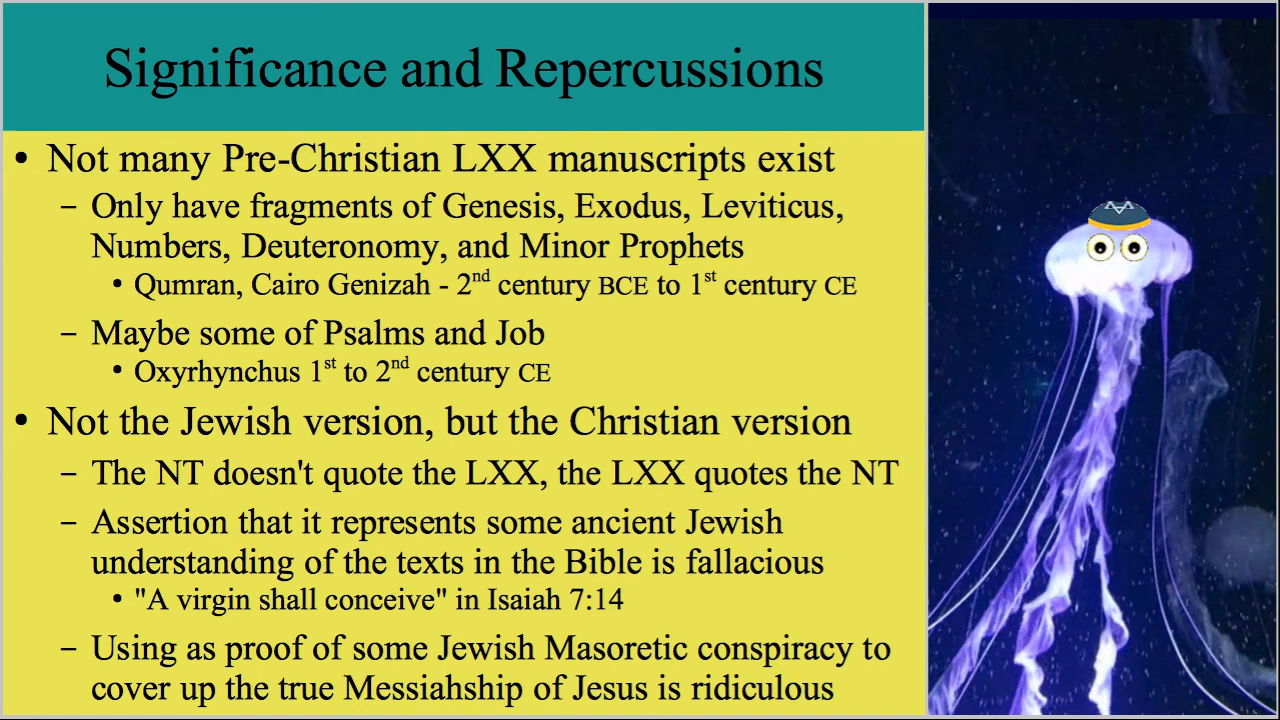 Significance and Repercussions
• Not many Pre-Christian LXX manuscripts exist
– Only have fragments of Genesis, Exodus, Leviticus,
Numbers, Deuteronomy, and Minor Prophets
• Qumran, Cairo Genizah - 2nd century BCE to 1st century CE
– Maybe some of Psalms and Job
• Oxyrhynchus 1st to 2nd century CE
• Not the Jewish version, but the Christian version
– The NT doesn't quote the LXX, the LXX quotes the NT
– Assertion that it represents some ancient Jewish
understanding of the texts in the Bible is fallacious
• "A virgin shall conceive" in Isaiah 7:14
– Using as proof of some Jewish Masoretic conspiracy to
cover up the true Messiahship of Jesus is ridiculous